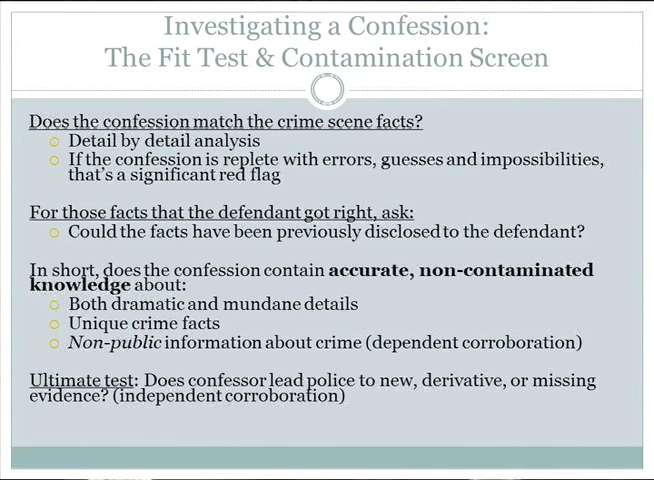 Investigating a Confession:
The Fit Test & Contamination Screen
Does the confession match the crime scene facts?
Detail by detail analysis
If the confession is replete with errors, guesses and impossibilities,
that's a significant red flag
For those facts that the defendant got right, ask:
Could the facts have been previously disclosed to the defendant?
In short, does the confession contain accurate, non-contaminated
knowledge about:
Both dramatic and mundane details
Unique crime facts
Non-public information about crime (dependent corroboration)
Ultimate test: Does confessor lead police to new, derivative, or missing
evidence? (independent corroboration)